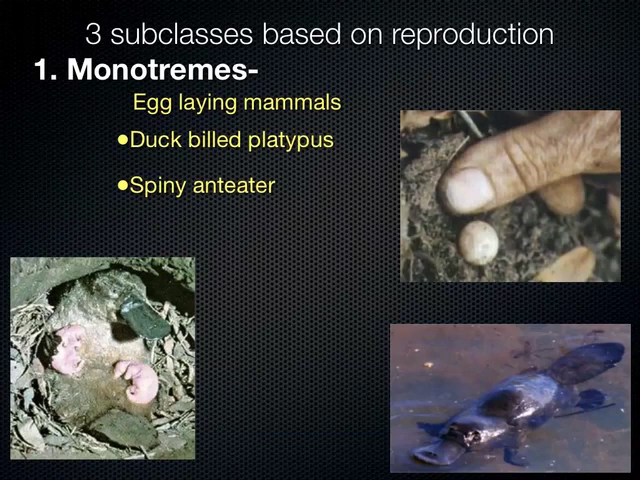 3 subclasses based on reproduction
1. Monotremes-
Egg laying mammals
•Duck billed platypus
•Spiny anteater